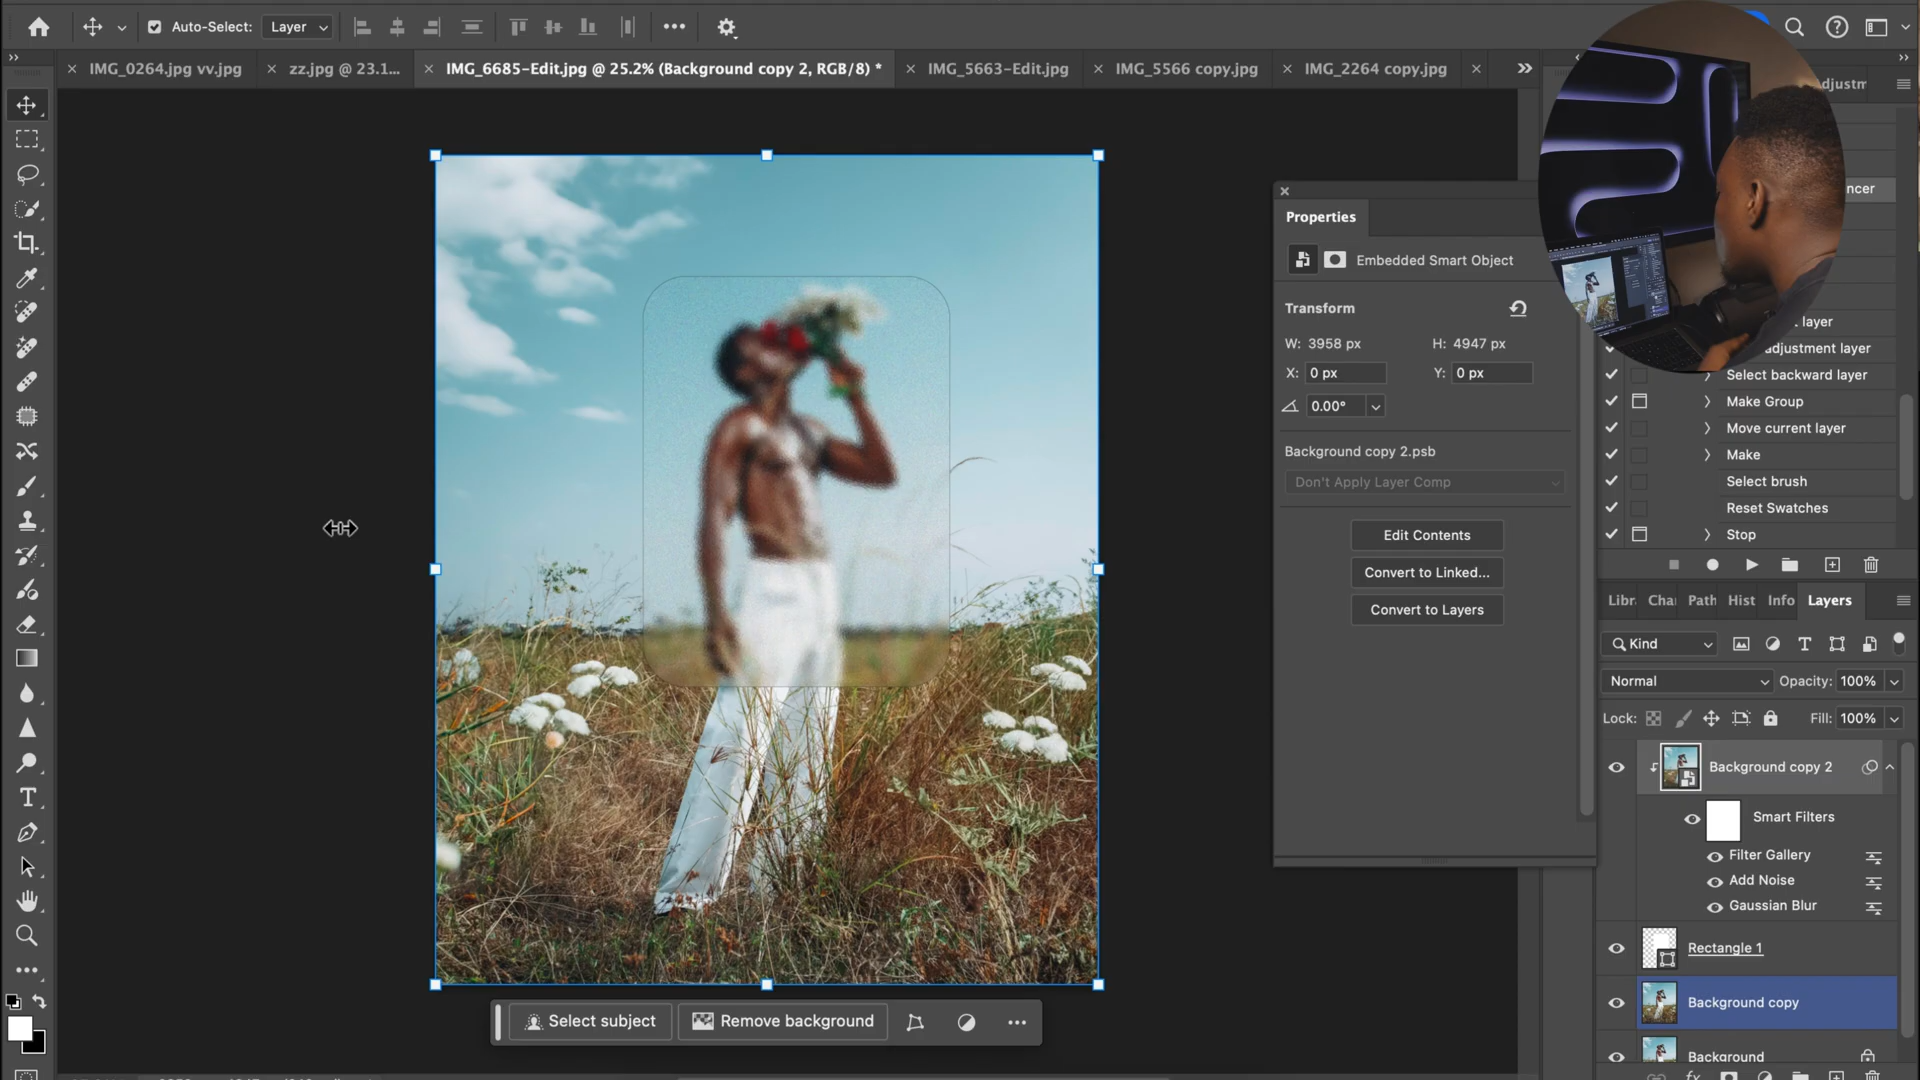 Auto-Select: Layer
IMG_0264.jpg vv.jpg
zz.jpg @ 23.1...
IMG_6685-Edit.jpg @ 25.2% (Background copy 2, RGB/8) *
IMG_5663-Edit.jpg
IMG_5566 copy.jpg
IMG_2264 copy.jpg
djustm
ncer
Properties
Embedded Smart Object
Transform
W: 3958 px
H: 4947 px
X: 0 px
Y: 0 px
0.00°
Background copy 2.psb
Don't Apply Layer Comp
Edit Contents
Convert to Linked...
Convert to Layers
layer
adjustment layer
Select backward layer
Make Group
Move current layer
Make
Select brush
Reset Swatches
Stop
Libr
Cha
Path
Hist
Info
Layers
Kind
Normal
Opacity: 100%
Lock:
Fill: 100%
Background copy 2
Smart Filters
Filter Gallery
Add Noise
Gaussian Blur
Rectangle 1
Background copy
Background
Select subject
Remove background